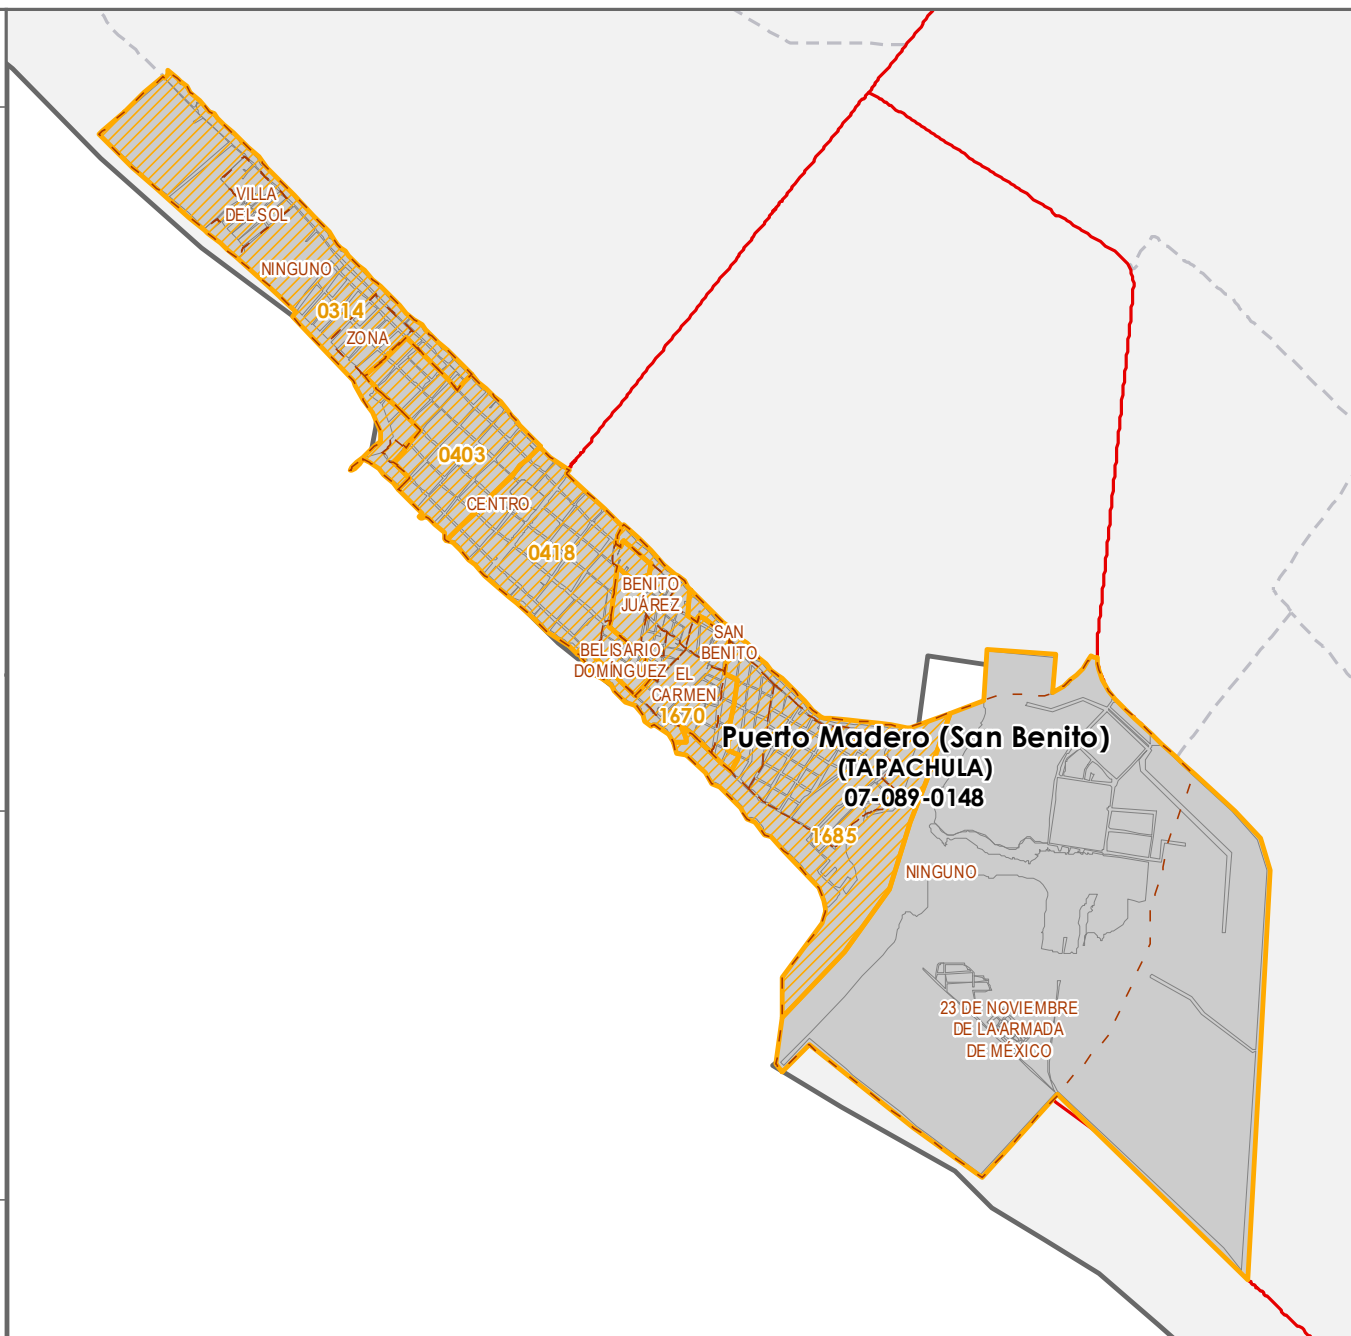 VILLA
DEL SOL
NINGUNO
0314
ZONA
0403
CENTRO
0418
BENITO
JUÁREZ
SAN
BENITO
BELISARIO
DOMÍNGUEZ
EL
CARMEN
1670
Puerto Madero (San Benito)
(TAPACHULA)
07-089-0148
1685
NINGUNO
23 DE NOVIEMBRE
DE LA ARMADA
DE MÉXICO